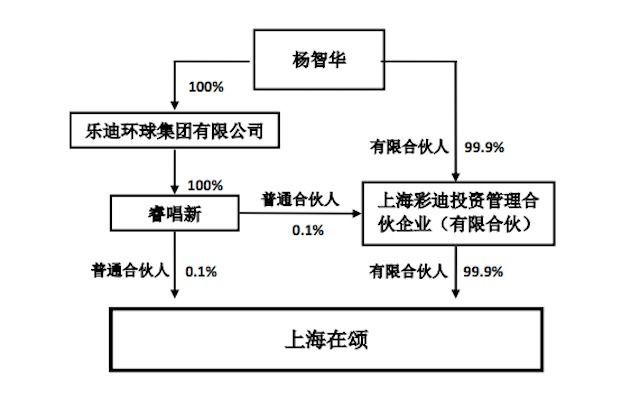 杨智华
100%
乐迪环球集团有限公司
有限合伙人 99.9%
100%
普通合伙人
0.1%
睿唱新
上海彩迪投资管理合
伙企业（有限合伙）
普通合伙人 0.1%
有限合伙人 99.9%
上海在颂